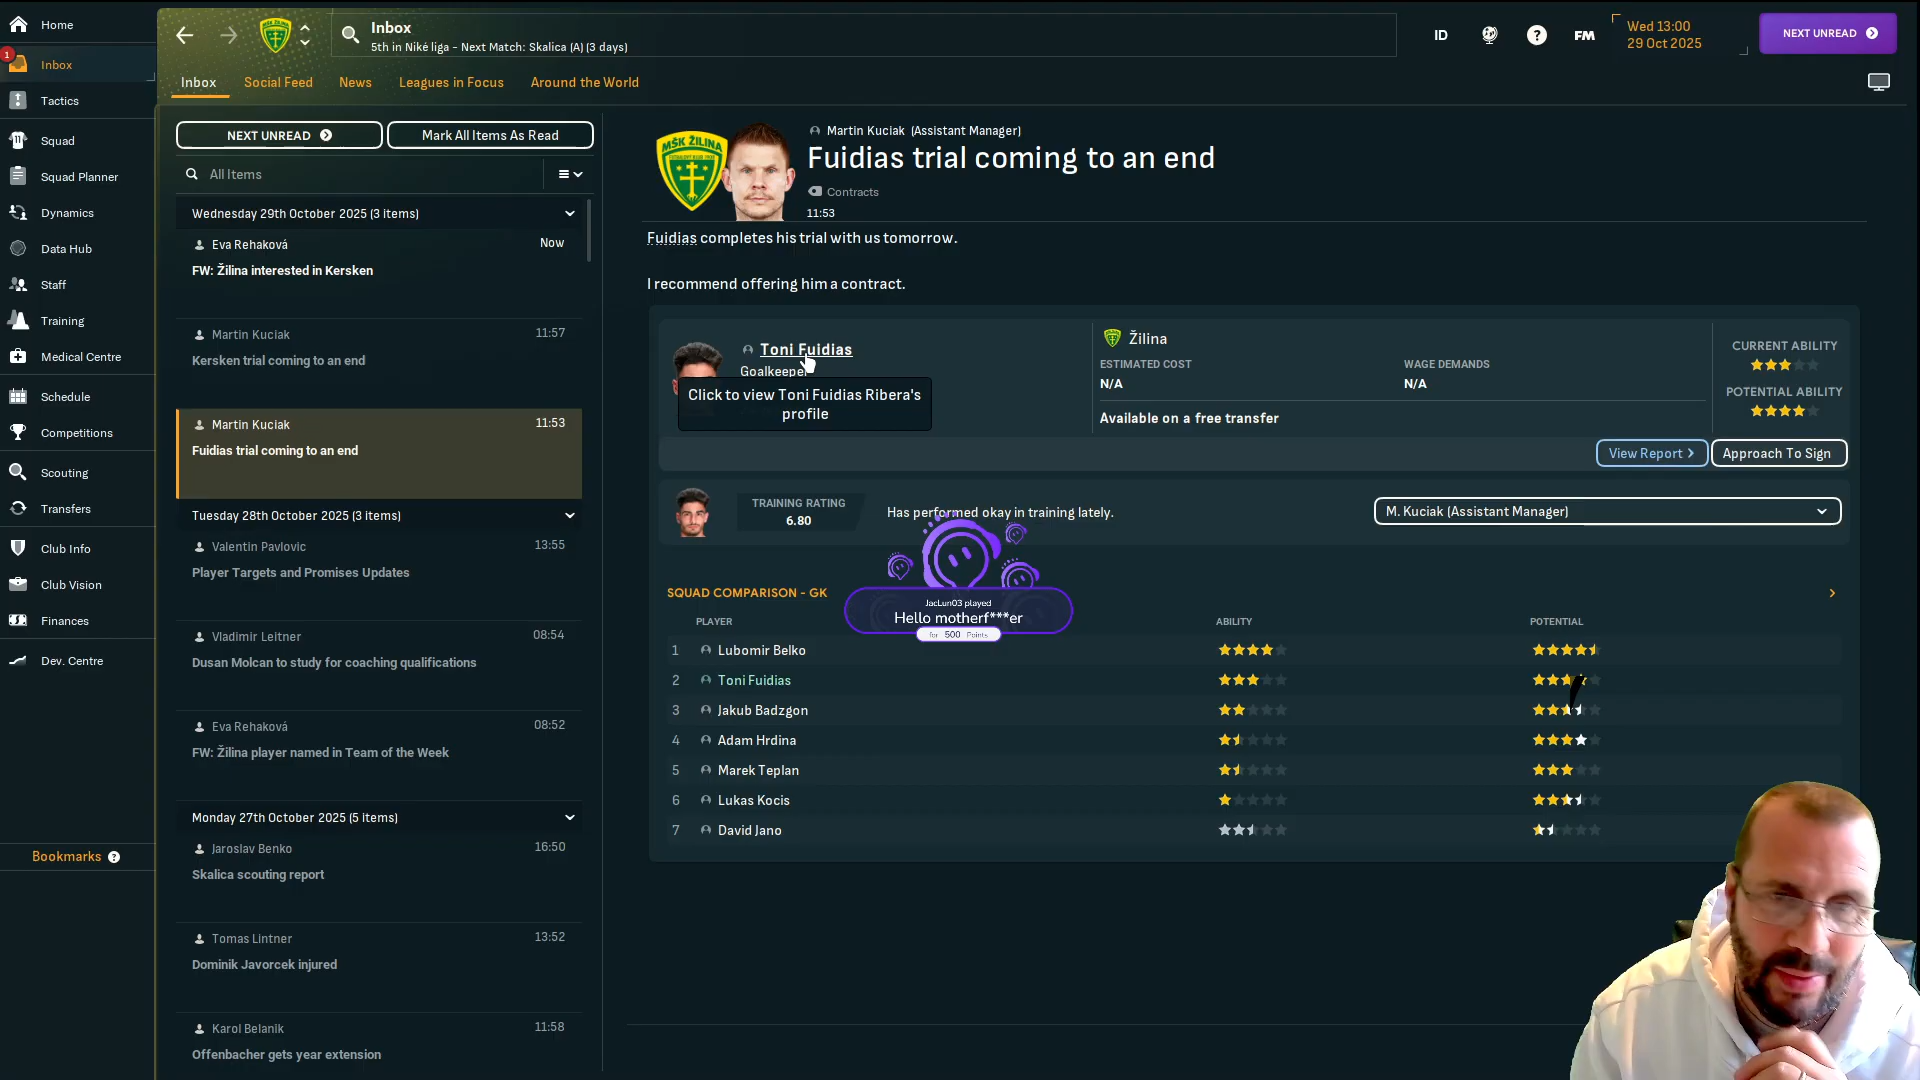 Home
1
Inbox
Tactics
Squad
Squad Planner
Dynamics
Data Hub
Staff
Training
Medical Centre
Schedule
Competitions
Scouting
Transfers
Club Info
Club Vision
Finances
Dev. Centre
Bookmarks ?
MŠK ŽILINA
Inbox
5th in Niké liga - Next Match: Skalica (A) (3 days)
ID
?
FM
Wed 13:00
29 Oct 2025
NEXT UNREAD
Inbox
Social Feed
News
Leagues in Focus
Around the World
NEXT UNREAD
Mark All Items As Read
All Items
Wednesday 29th October 2025 (3 items)
Eva Rehaková
Now
FW: Žilina interested in Kersken
Martin Kuciak
11:57
Kersken trial coming to an end
Martin Kuciak
11:53
Fuidias trial coming to an end
Tuesday 28th October 2025 (3 items)
Valentin Pavlovic
13:55
Player Targets and Promises Updates
Vladimir Leitner
08:54
Dusan Molcan to study for coaching qualifications
Eva Rehaková
08:52
FW: Žilina player named in Team of the Week
Monday 27th October 2025 (5 items)
Jaroslav Benko
16:50
Skalica scouting report
Tomas Lintner
13:52
Dominik Javorcek injured
Karol Belanik
11:58
Offenbacher gets year extension
MŠK ŽILINA
Martin Kuciak (Assistant Manager)
Fuidias trial coming to an end
Contracts
11:53
Fuidias completes his trial with us tomorrow.
I recommend offering him a contract.
Toni Fuidias
Goalkeeper
Click to view Toni Fuidias Ribera's
profile
Žilina
ESTIMATED COST
N/A
WAGE DEMANDS
N/A
Available on a free transfer
CURRENT ABILITY
POTENTIAL ABILITY
View Report
Approach To Sign
TRAINING RATING
6.80
Has performed okay in training lately.
M. Kuciak (Assistant Manager)
JacLun03 played
Hello motherf***er
for 500 Points
SQUAD COMPARISON - GK
PLAYER
ABILITY
POTENTIAL
1 Lubomir Belko
2 Toni Fuidias
3 Jakub Badzgon
4 Adam Hrdina
5 Marek Teplan
6 Lukas Kocis
7 David Jano